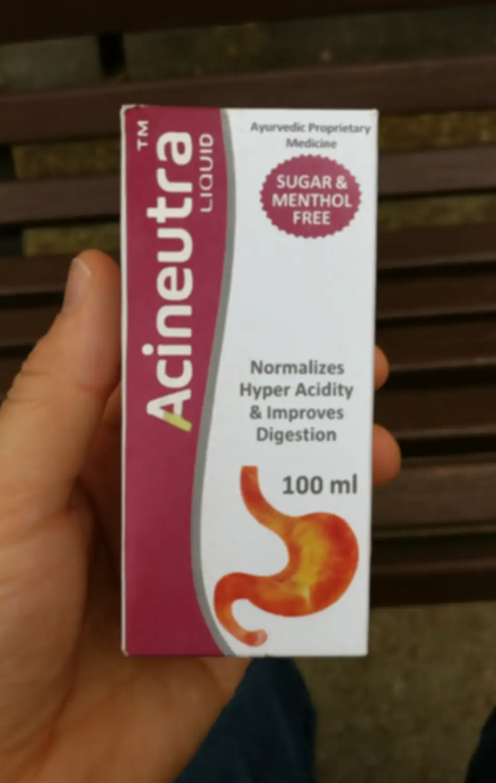 Acineutra™
LIQUID
Ayurvedic Proprietary
Medicine
SUGAR &
MENTHOL
FREE
Normalizes
Hyper Acidity
& Improves
Digestion
100 ml